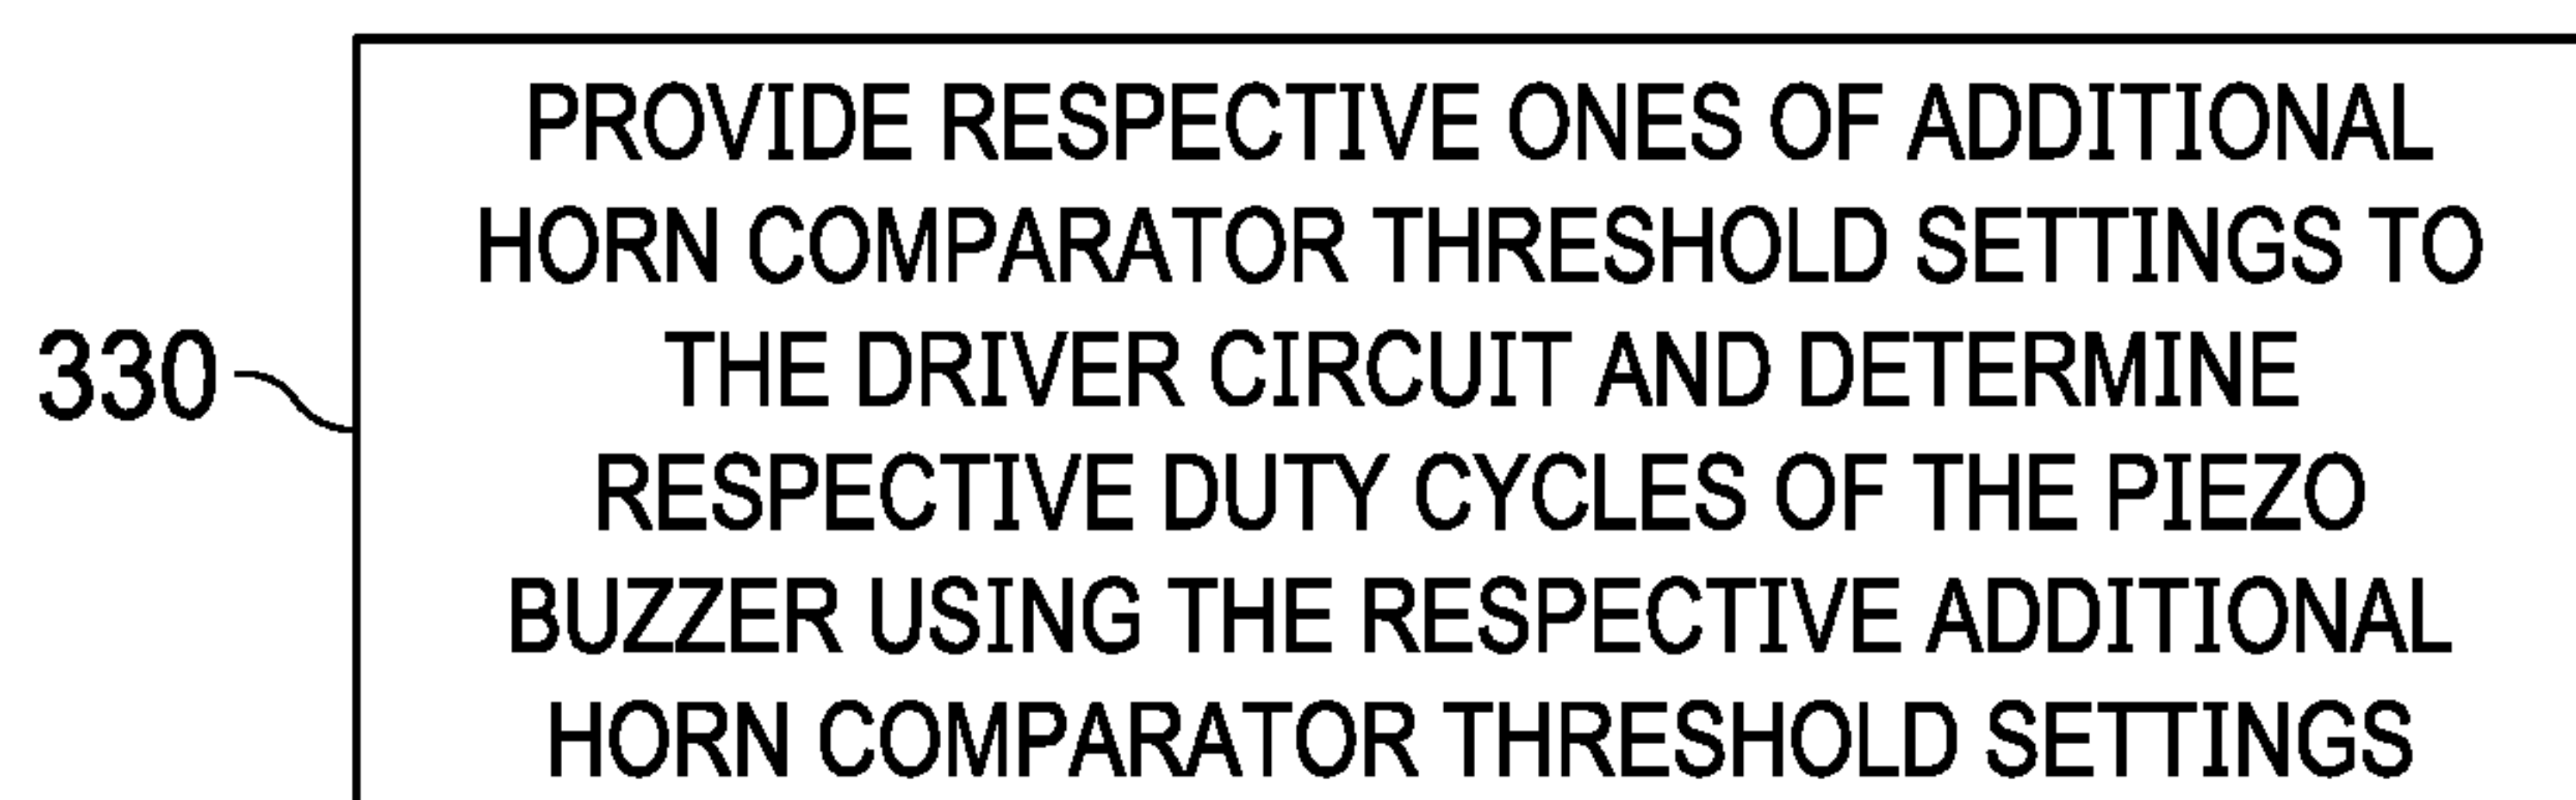 PROVIDE RESPECTIVE ONES OF ADDITIONAL
HORN COMPARATOR THRESHOLD SETTINGS TO
THE DRIVER CIRCUIT AND DETERMINE
330
RESPECTIVE DUTY CYCLES OF THE PIEZO
BUZZER USING THE RESPECTIVE ADDITIONAL
HORN COMPARATOR THRESHOLD SETTINGS